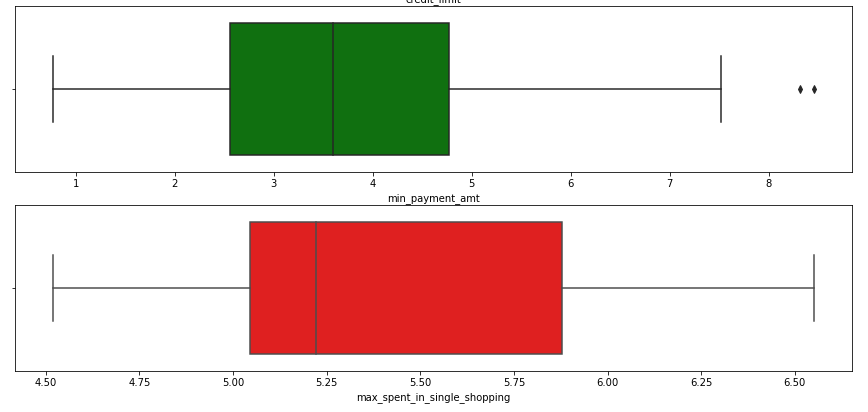 credit_limit
1 2 3 4 5 6 7 8
min_payment_amt
4.50 4.75 5.00 5.25 5.50 5.75 6.00 6.25 6.50
max_spent_in_single_shopping